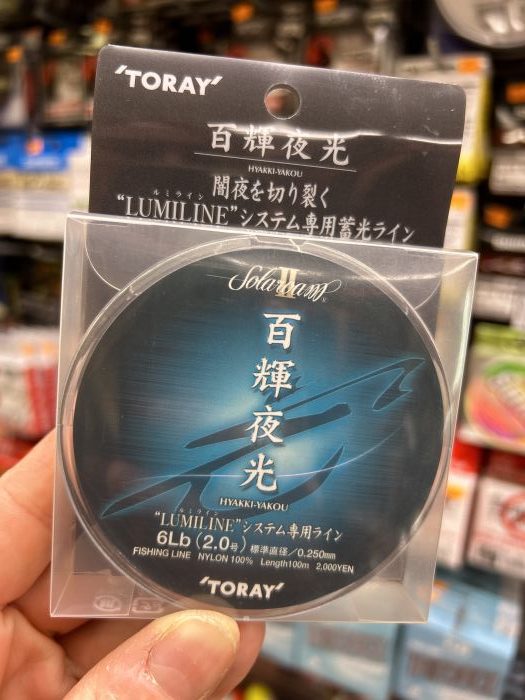 TORAY
百輝夜光
HYAKKI-YAKOU
闇夜を切り裂く
ルミライン
“LUMILINE”システム専用蓄光ライン
Solaroam II
百輝夜光
HYAKKI-YAKOU
ルミライン
“LUMILINE”システム専用ライン
6Lb (2.0号) 標準直径/0.250mm
FISHING LINE NYLON 100% Length100m 2,000YEN
TORAY